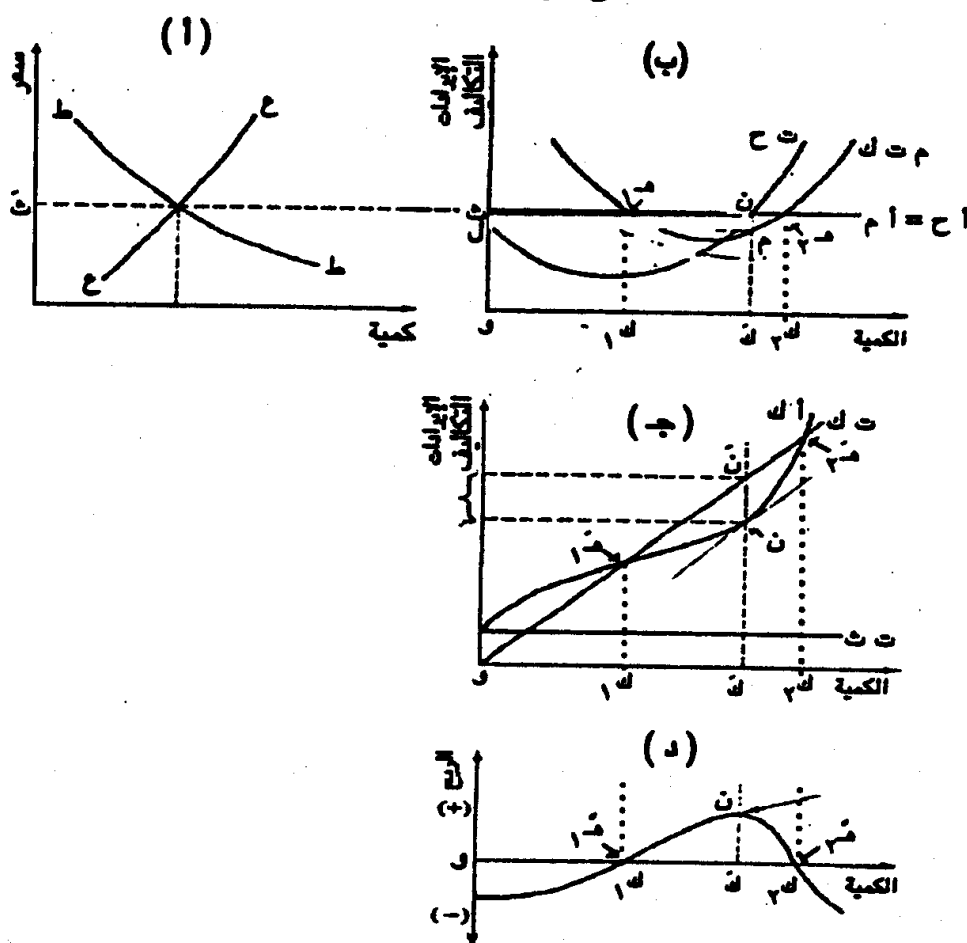 (أ)
سعر
ط
ع
ع
ط
كمية
(ب)
الإيرادات
التكاليف
ت ح
م ت ك
أ ح = أ م
ن
م
و
ك١
كَ
ك٢
الكمية
(جـ)
الإيرادات
التكاليف
أ ك
ت ك
ن
ت ث
و
ك١
كَ
ك٢
الكمية
(د)
الربح
(+)
و
(-)
ن
ك١
كَ
ك٢
الكمية